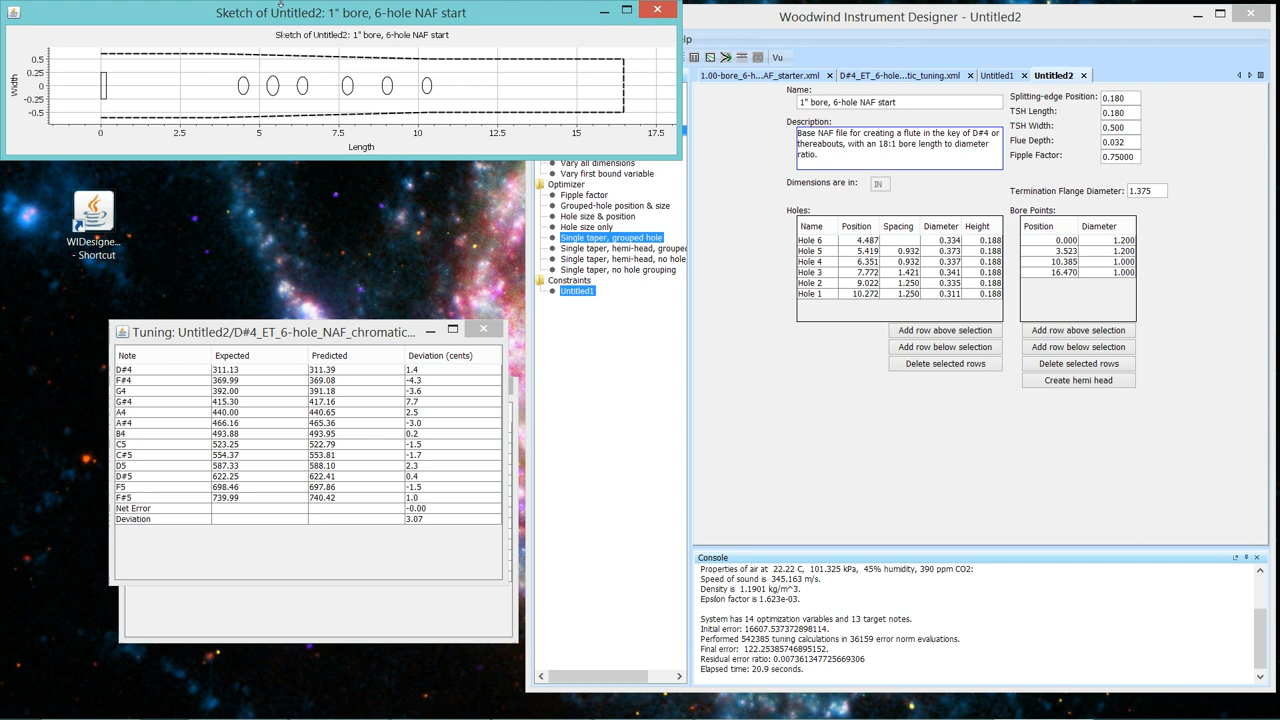 Sketch of Untitled2: 1" bore, 6-hole NAF start
Sketch of Untitled2: 1" bore, 6-hole NAF start
Width
0.5
0.25
0
-0.25
-0.5
0 2.5 5 7.5 10 12.5 15 17.5
Length
Woodwind Instrument Designer - Untitled2
lp
Vu
1.00-bore_6-h...AF_starter.xml D#4_ET_6-hole...tic_tuning.xml Untitled1 Untitled2
Vary all dimensions
Vary first bound variable
Optimizer
Fipple factor
Grouped-hole position & size
Hole size & position
Hole size only
Single taper, grouped hole
Single taper, hemi-head, grouped
Single taper, hemi-head, no hole
Single taper, no hole grouping
Constraints
Untitled1
Name:
1" bore, 6-hole NAF start
Description:
Base NAF file for creating a flute in the key of D#4 or
thereabouts, with an 18:1 bore length to diameter
ratio.
Dimensions are in: IN
Splitting-edge Position: 0.180
TSH Length: 0.180
TSH Width: 0.500
Flue Depth: 0.032
Fipple Factor: 0.75000
Termination Flange Diameter: 1.375
Holes:
Name Position Spacing Diameter Height
Hole 6 4.487 0.334 0.188
Hole 5 5.419 0.932 0.373 0.188
Hole 4 6.351 0.932 0.337 0.188
Hole 3 7.772 1.421 0.341 0.188
Hole 2 9.022 1.250 0.335 0.188
Hole 1 10.272 1.250 0.311 0.188
Add row above selection
Add row below selection
Delete selected rows
Bore Points:
Position Diameter
0.000 1.200
3.523 1.200
10.385 1.000
16.470 1.000
Add row above selection
Add row below selection
Delete selected rows
Create hemi head
WIDesigne...
- Shortcut
Tuning: Untitled2/D#4_ET_6-hole_NAF_chromatic...
Note Expected Predicted Deviation (cents)
D#4 311.13 311.39 1.4
F#4 369.99 369.08 -4.3
G4 392.00 391.18 -3.6
G#4 415.30 417.16 7.7
A4 440.00 440.65 2.5
A#4 466.16 465.36 -3.0
B4 493.88 493.95 0.2
C5 523.25 522.79 -1.5
C#5 554.37 553.81 -1.7
D5 587.33 588.10 2.3
D#5 622.25 622.41 0.4
F5 698.46 697.86 -1.5
F#5 739.99 740.42 1.0
Net Error -0.00
Deviation 3.07
Console
Properties of air at 22.22 C, 101.325 kPa, 45% humidity, 390 ppm CO2:
Speed of sound is 345.163 m/s.
Density is 1.1901 kg/m^3.
Epsilon factor is 1.623e-03.
System has 14 optimization variables and 13 target notes.
Initial error: 16607.537372898114.
Performed 542385 tuning calculations in 36159 error norm evaluations.
Final error: 122.25385746895152.
Residual error ratio: 0.007361347725669306
Elapsed time: 20.9 seconds.